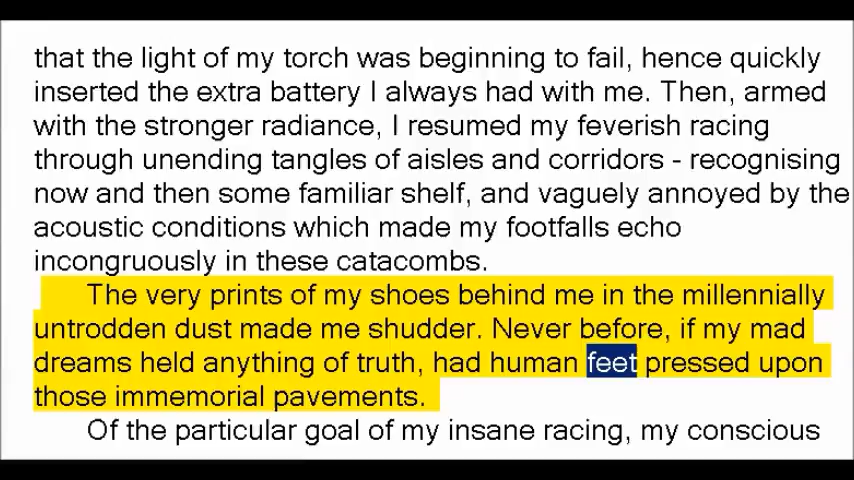 that the light of my torch was beginning to fail, hence quickly
inserted the extra battery I always had with me. Then, armed
with the stronger radiance, I resumed my feverish racing
through unending tangles of aisles and corridors - recognising
now and then some familiar shelf, and vaguely annoyed by the
acoustic conditions which made my footfalls echo
incongruously in these catacombs.
The very prints of my shoes behind me in the millennially
untrodden dust made me shudder. Never before, if my mad
dreams held anything of truth, had human feet pressed upon
those immemorial pavements.
Of the particular goal of my insane racing, my conscious